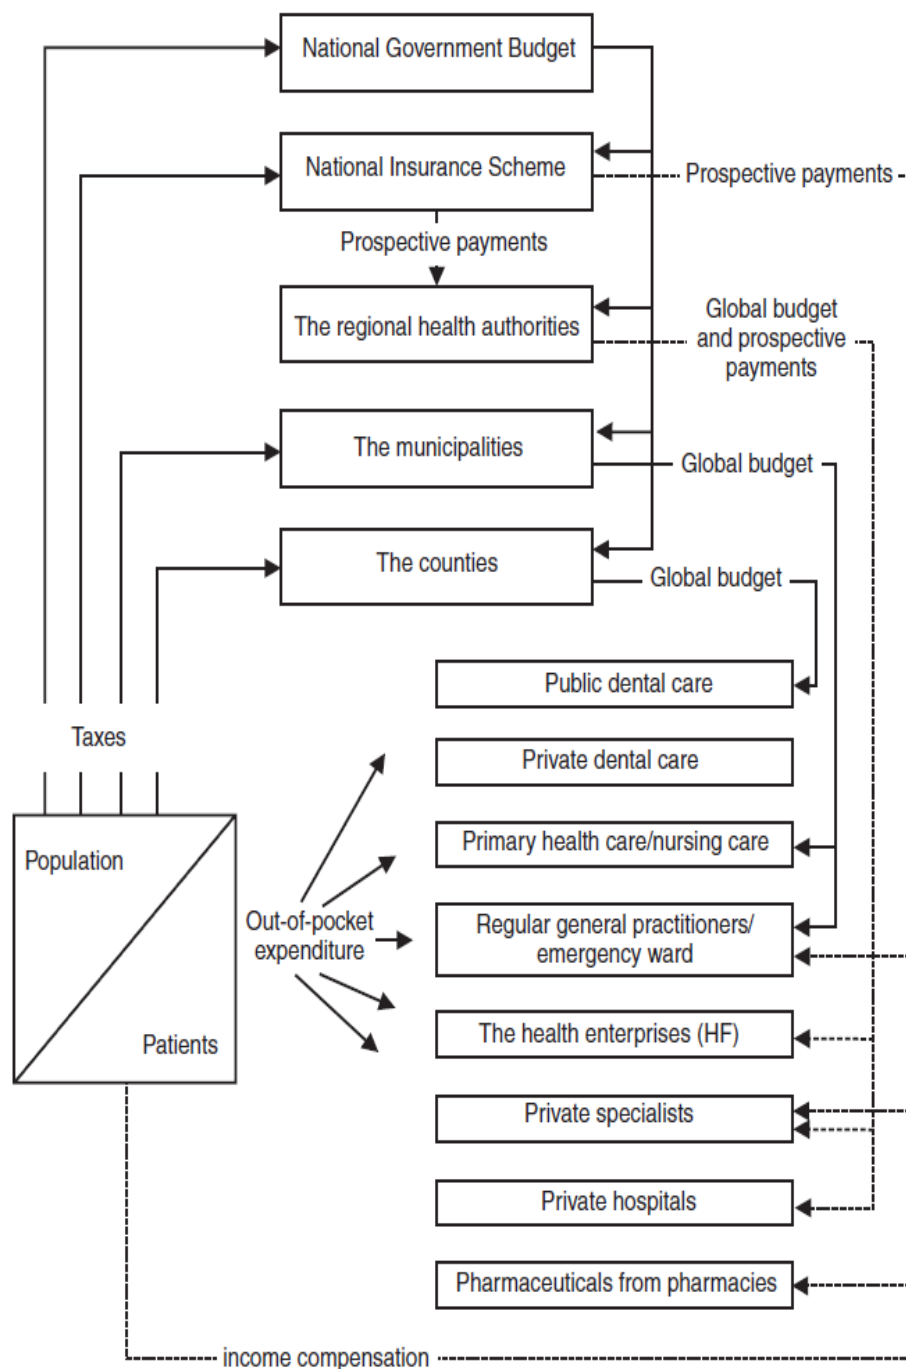 National Government Budget
National Insurance Scheme
Prospective payments
Prospective payments
The regional health authorities
Global budget
and prospective
payments
The municipalities
Global budget
The counties
Global budget
Public dental care
Taxes
Private dental care
Population
Primary health care/nursing care
Out-of-pocket
expenditure
Regular general practitioners/
emergency ward
Patients
The health enterprises (HF)
Private specialists
Private hospitals
Pharmaceuticals from pharmacies
income compensation